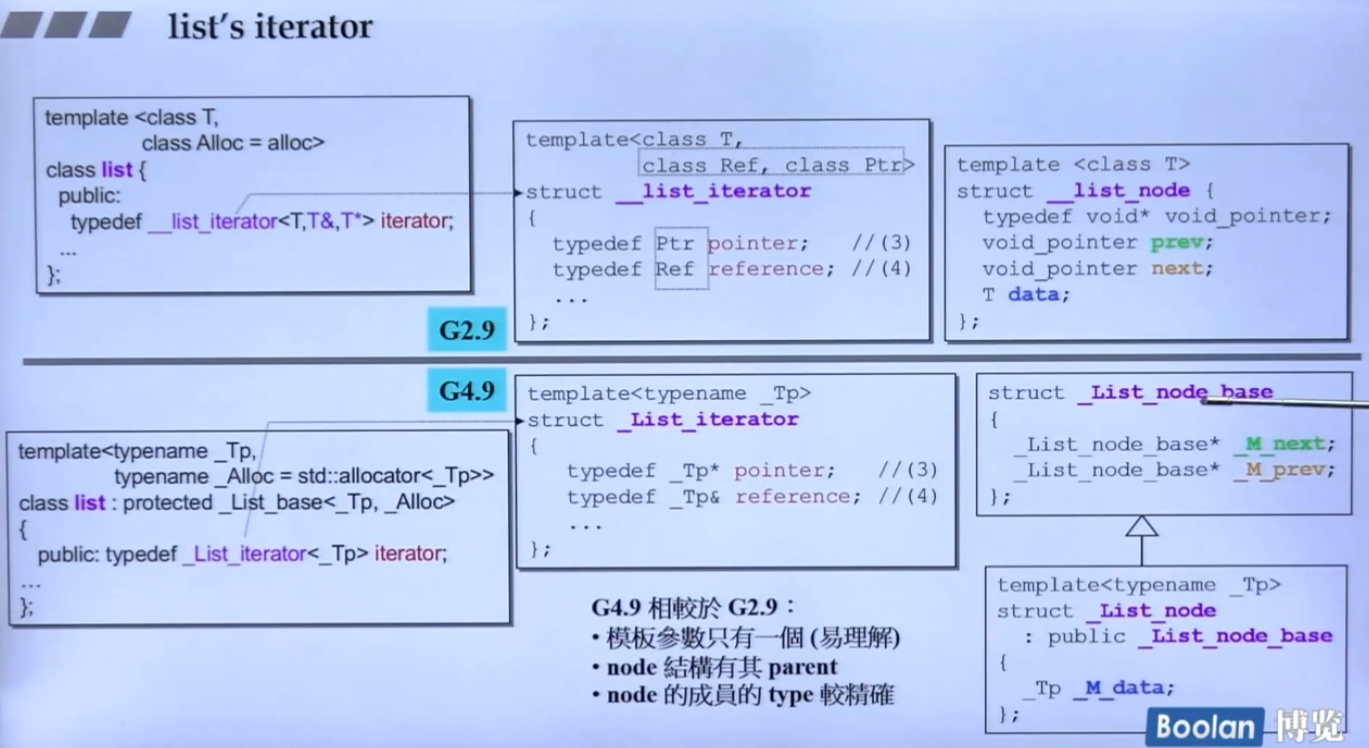 list's iterator
template <class T,
class Alloc = alloc>
class list {
public:
typedef __list_iterator<T,T&,T*> iterator;
...
};
template<class T,
class Ref, class Ptr>
struct __list_iterator
{
typedef Ptr pointer; //(3)
typedef Ref reference; //(4)
...
};
template <class T>
struct __list_node {
typedef void* void_pointer;
void_pointer prev;
void_pointer next;
T data;
};
G2.9
G4.9
template<typename _Tp,
typename _Alloc = std::allocator<_Tp>>
class list : protected _List_base<_Tp, _Alloc>
{
public: typedef _List_iterator<_Tp> iterator;
...
};
template<typename _Tp>
struct _List_iterator
{
typedef _Tp* pointer; //(3)
typedef _Tp& reference; //(4)
...
};
struct _List_node_base
{
_List_node_base* _M_next;
_List_node_base* _M_prev;
};
template<typename _Tp>
struct _List_node
: public _List_node_base
{
_Tp _M_data;
};
G4.9 相較於 G2.9：
• 模板參數只有一個 (易理解)
• node 結構有其 parent
• node 的成員的 type 較精確
Boolan 博览